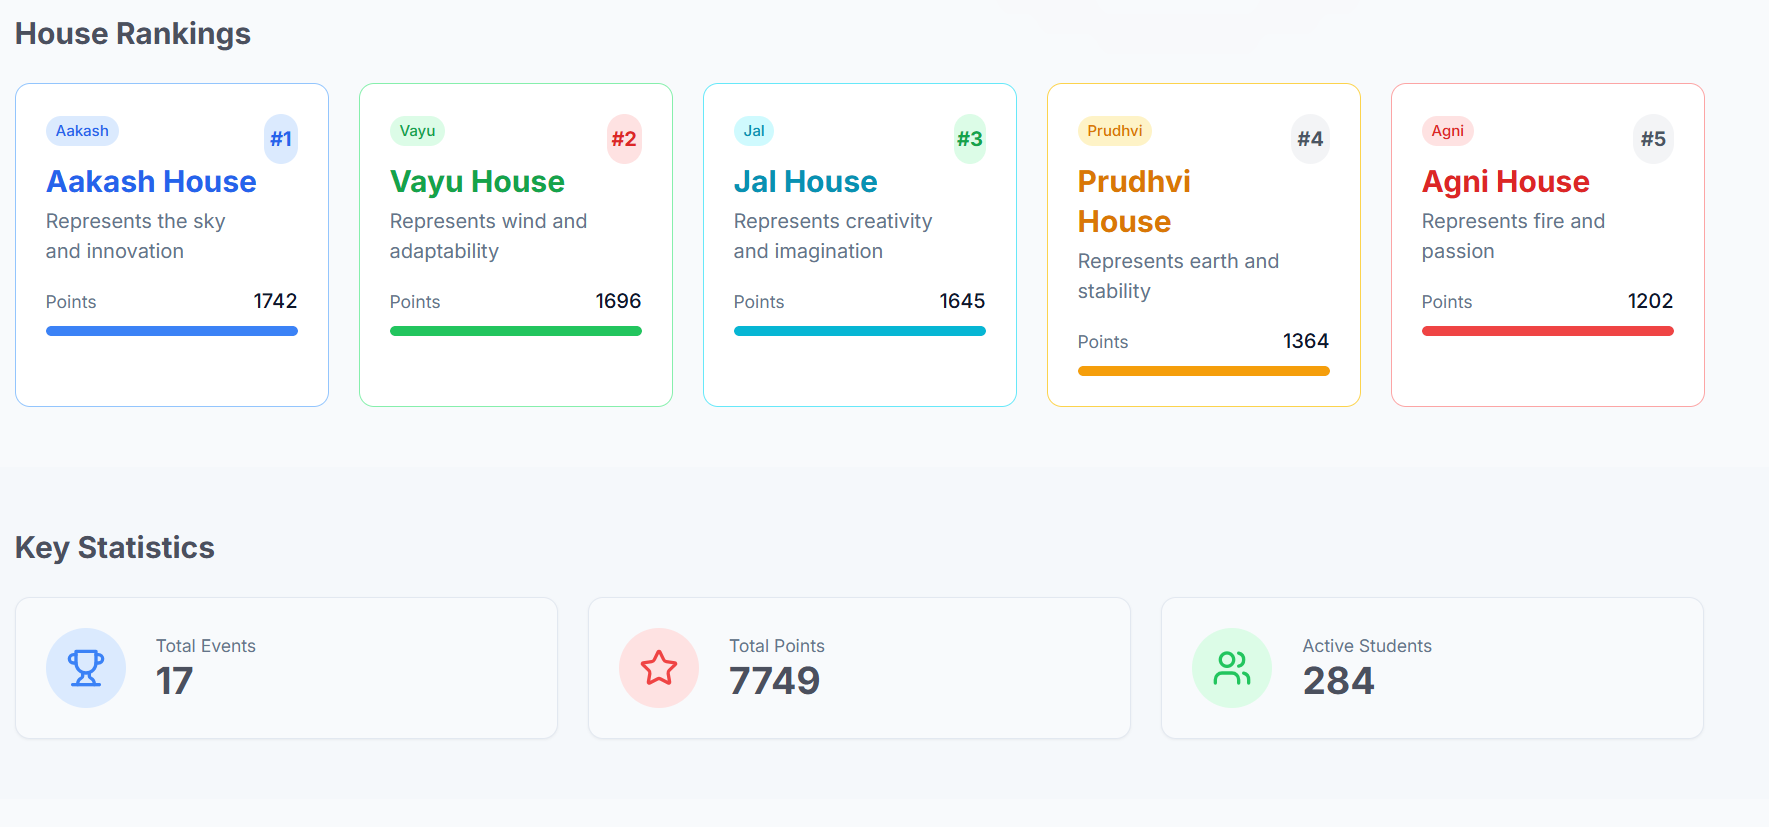 House Rankings
Aakash
#1
Aakash House
Represents the sky
and innovation
Points 1742
Vayu
#2
Vayu House
Represents wind and
adaptability
Points 1696
Jal
#3
Jal House
Represents creativity
and imagination
Points 1645
Prudhvi
#4
Prudhvi
House
Represents earth and
stability
Points 1364
Agni
#5
Agni House
Represents fire and
passion
Points 1202
Key Statistics
Total Events
17
Total Points
7749
Active Students
284